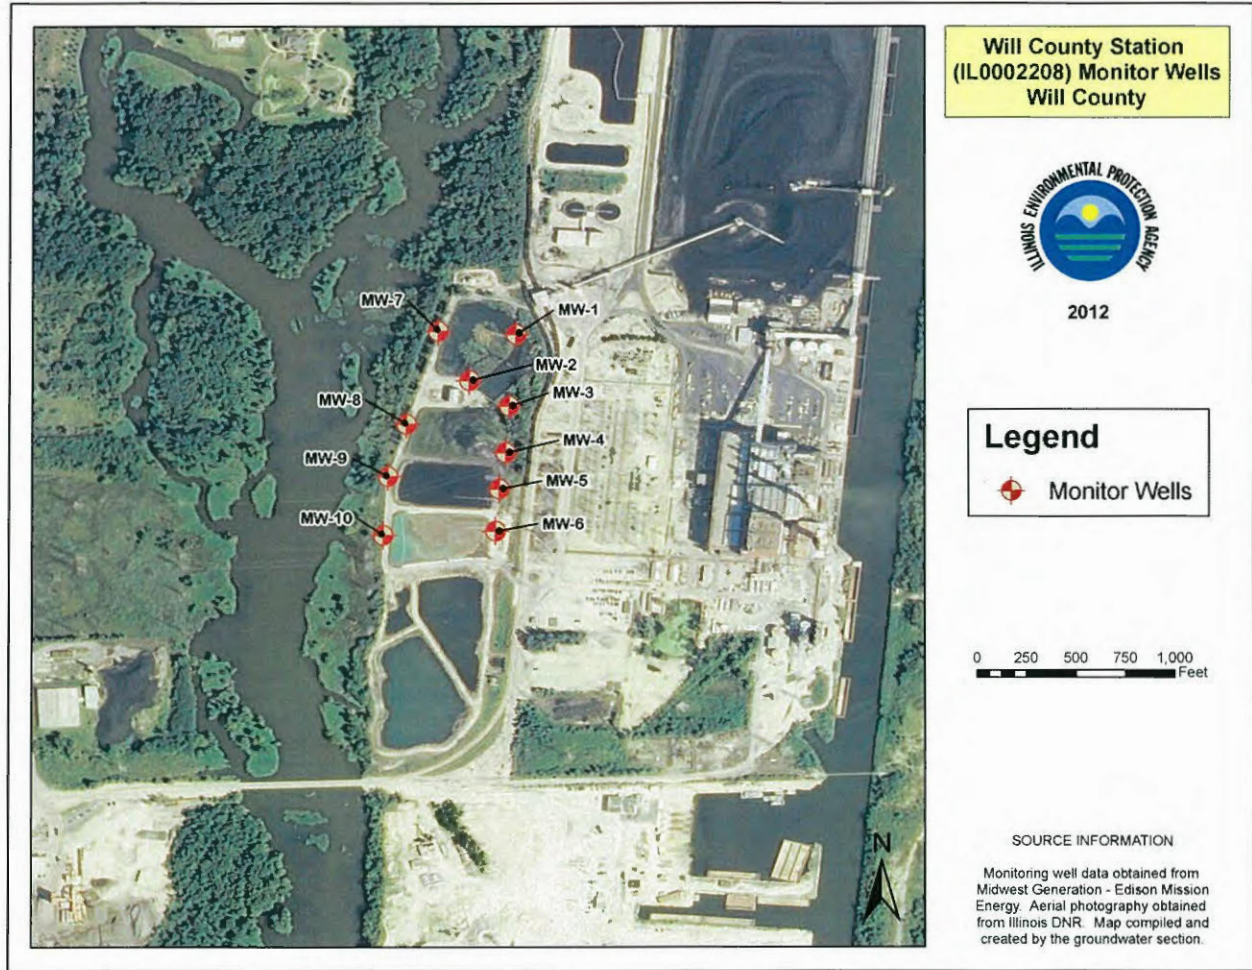 Will County Station
(IL0002208) Monitor Wells
Will County
ILLINOIS ENVIRONMENTAL PROTECTION AGENCY
2012
MW-7
MW-1
MW-2
MW-3
MW-8
MW-4
MW-9
MW-5
MW-10
MW-6
Legend
Monitor Wells
0 250 500 750 1,000
Feet
N
SOURCE INFORMATION
Monitoring well data obtained from
Midwest Generation - Edison Mission
Energy. Aerial photography obtained
from Illinois DNR. Map compiled and
created by the groundwater section.